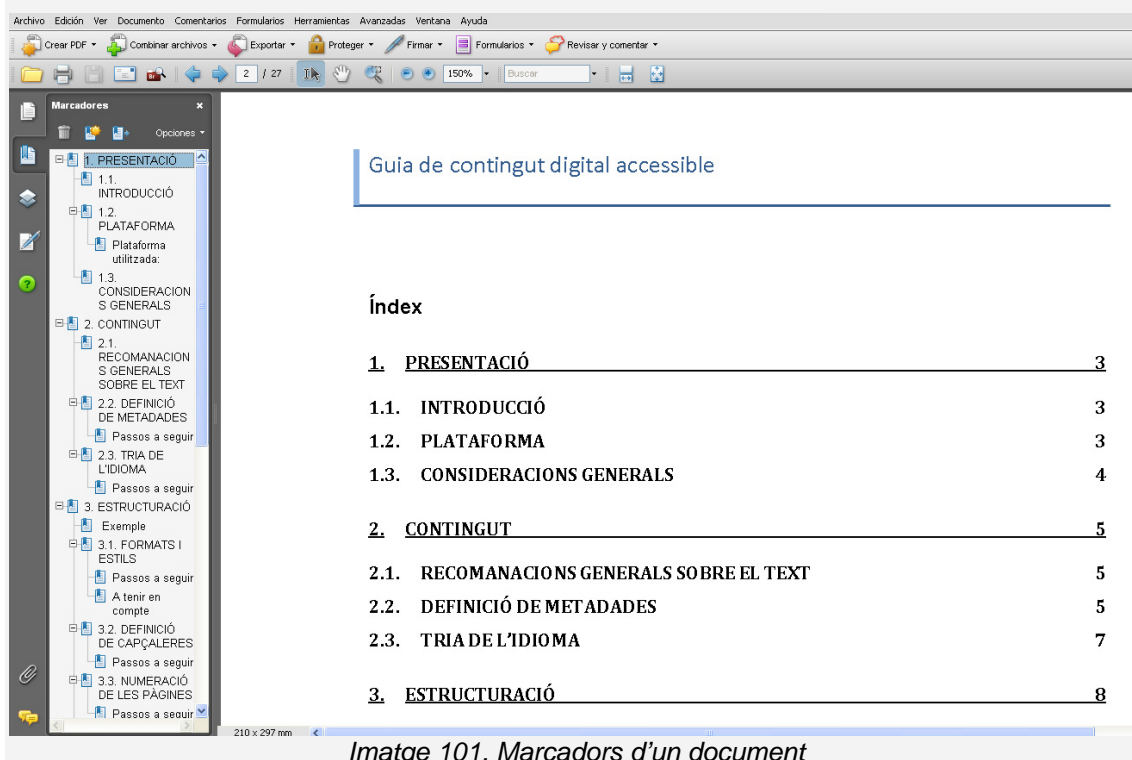 Archivo Edición Ver Documento Comentarios Formularios Herramientas Avanzadas Ventana Ayuda
Crear PDF Combinar archivos Exportar Proteger Firmar Formularios Revisar y comentar
2 / 27 150% Buscar
Marcadores
Opciones
1. PRESENTACIÓ
1.1.
INTRODUCCIÓ
1.2.
PLATAFORMA
Plataforma
utilitzada:
1.3.
CONSIDERACION
S GENERALS
2. CONTINGUT
2.1.
RECOMANACION
S GENERALS
SOBRE EL TEXT
2.2. DEFINICIÓ
DE METADADES
Passos a seguir
2.3. TRIA DE
L'IDIOMA
Passos a seguir
3. ESTRUCTURACIÓ
Exemple
3.1. FORMATS I
ESTILS
Passos a seguir
A tenir en
compte
3.2. DEFINICIÓ
DE CAPÇALERES
Passos a seguir
3.3. NUMERACIÓ
DE LES PÀGINES
Passos a seguir
Guia de contingut digital accessible
Índex
1. PRESENTACIÓ 3
1.1. INTRODUCCIÓ 3
1.2. PLATAFORMA 3
1.3. CONSIDERACIONS GENERALS 4
2. CONTINGUT 5
2.1. RECOMANACIONS GENERALS SOBRE EL TEXT 5
2.2. DEFINICIÓ DE METADADES 5
2.3. TRIA DE L’IDIOMA 7
3. ESTRUCTURACIÓ 8
210 x 297 mm
Imatge 101. Marcadors d’un document